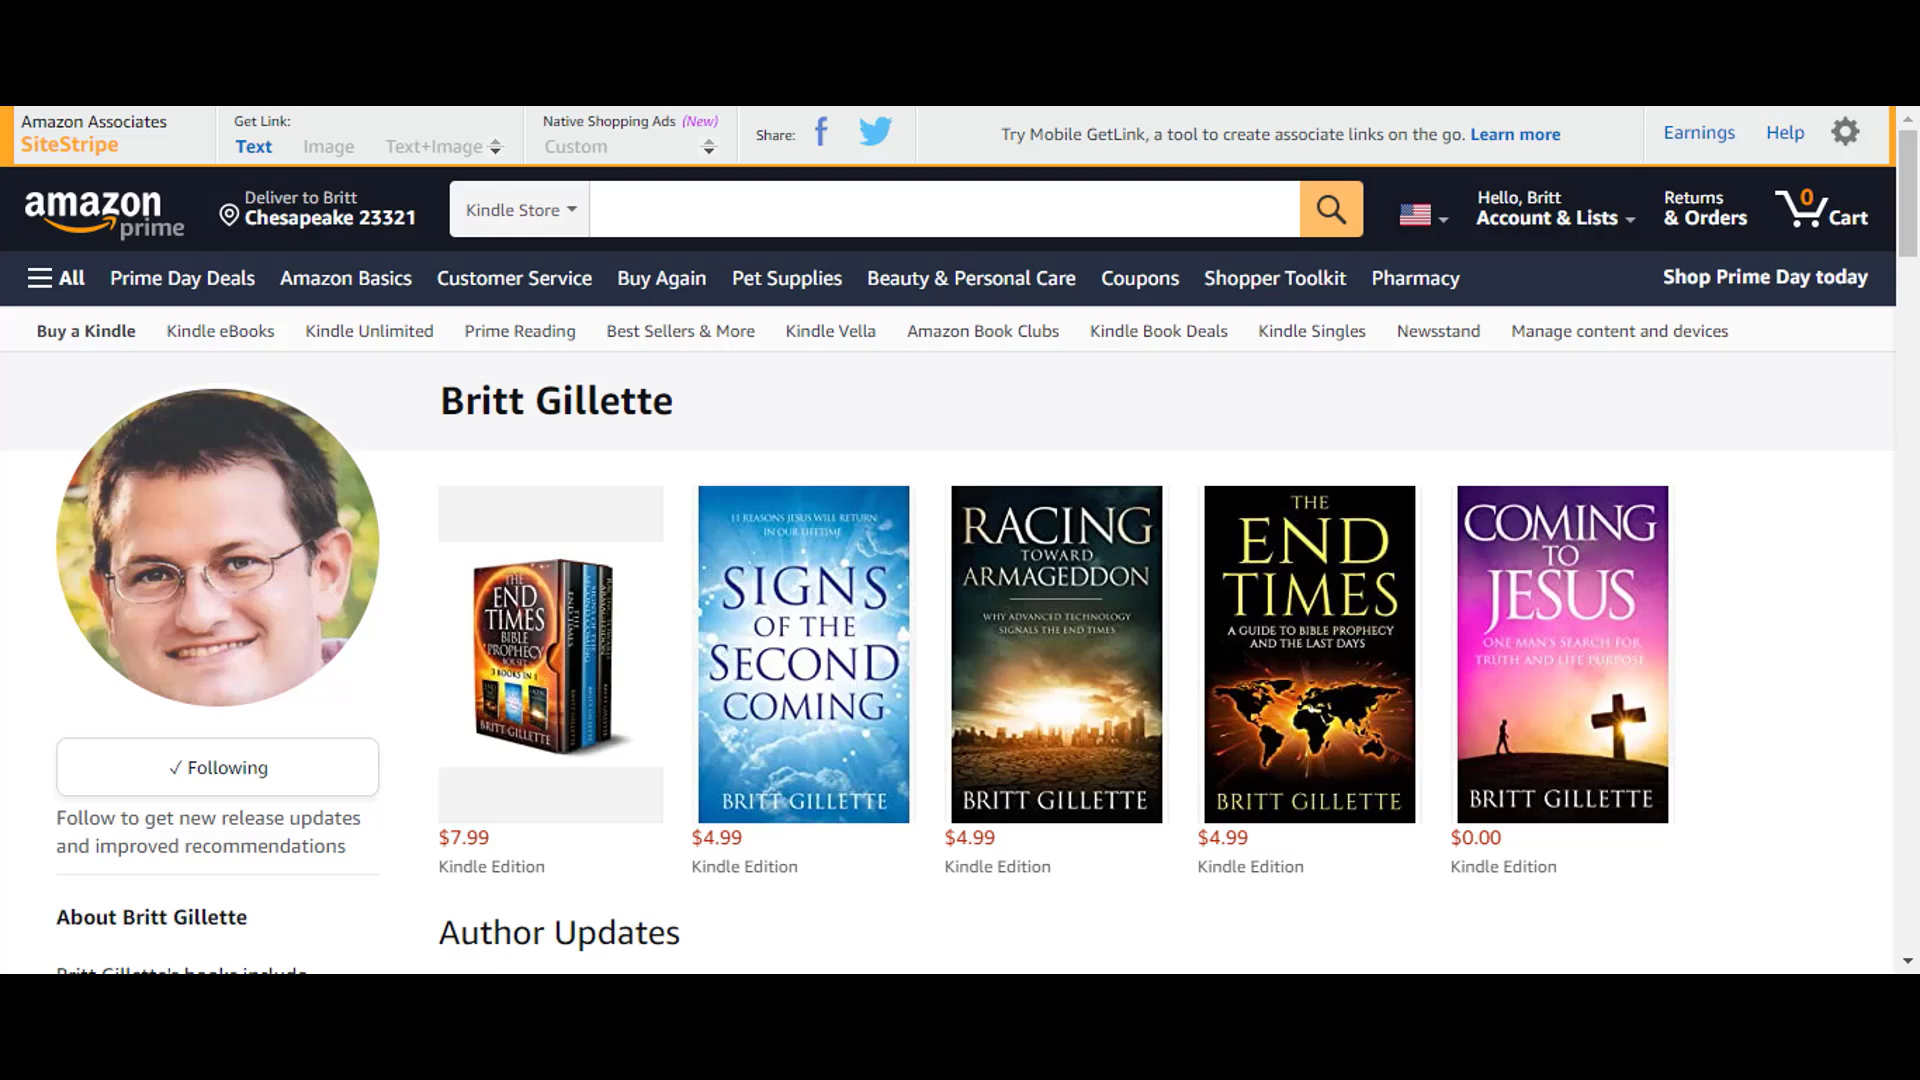 Amazon Associates
SiteStripe
Get Link:
Text Image Text+Image
Native Shopping Ads (New)
Custom
Share:
Try Mobile GetLink, a tool to create associate links on the go. Learn more
Earnings Help
amazon
prime
Deliver to Britt
Chesapeake 23321
Kindle Store
Hello, Britt
Account & Lists
Returns
& Orders
0
Cart
All Prime Day Deals Amazon Basics Customer Service Buy Again Pet Supplies Beauty & Personal Care Coupons Shopper Toolkit Pharmacy Shop Prime Day today
Buy a Kindle Kindle eBooks Kindle Unlimited Prime Reading Best Sellers & More Kindle Vella Amazon Book Clubs Kindle Book Deals Kindle Singles Newsstand Manage content and devices
Britt Gillette
✓ Following
Follow to get new release updates
and improved recommendations
About Britt Gillette
Britt Gillette's books include
THE
END
TIMES
BIBLE
PROPHECY
BOX SET
3 BOOKS IN 1
BRITT GILLETTE
$7.99
Kindle Edition
11 REASONS JESUS WILL RETURN
IN OUR LIFETIME
SIGNS
OF THE
SECOND
COMING
BRITT GILLETTE
$4.99
Kindle Edition
RACING
TOWARD
ARMAGEDDON
WHY ADVANCED TECHNOLOGY
SIGNALS THE END TIMES
BRITT GILLETTE
$4.99
Kindle Edition
THE
END
TIMES
A GUIDE TO BIBLE PROPHECY
AND THE LAST DAYS
BRITT GILLETTE
$4.99
Kindle Edition
COMING
TO
JESUS
ONE MAN'S SEARCH FOR
TRUTH AND LIFE PURPOSE
BRITT GILLETTE
$0.00
Kindle Edition
Author Updates